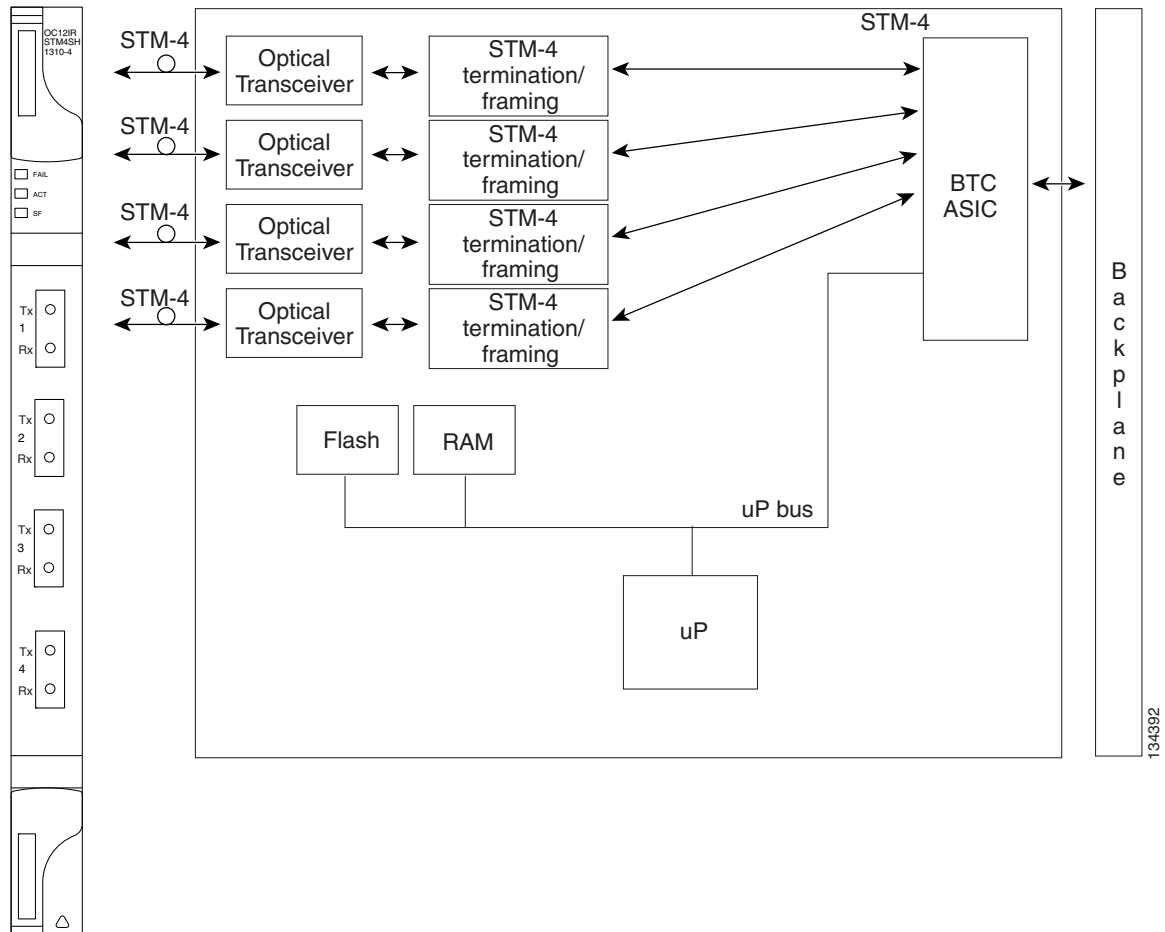 OC12IR
STM4SH
1310-4
FAIL
ACT
SF
Tx
1
Rx
Tx
2
Rx
Tx
3
Rx
Tx
4
Rx
STM-4
STM-4
Optical
Transceiver
STM-4
termination/
framing
STM-4
Optical
Transceiver
STM-4
termination/
framing
STM-4
Optical
Transceiver
STM-4
termination/
framing
STM-4
Optical
Transceiver
STM-4
termination/
framing
BTC
ASIC
Flash
RAM
uP bus
uP
Backplane
134392